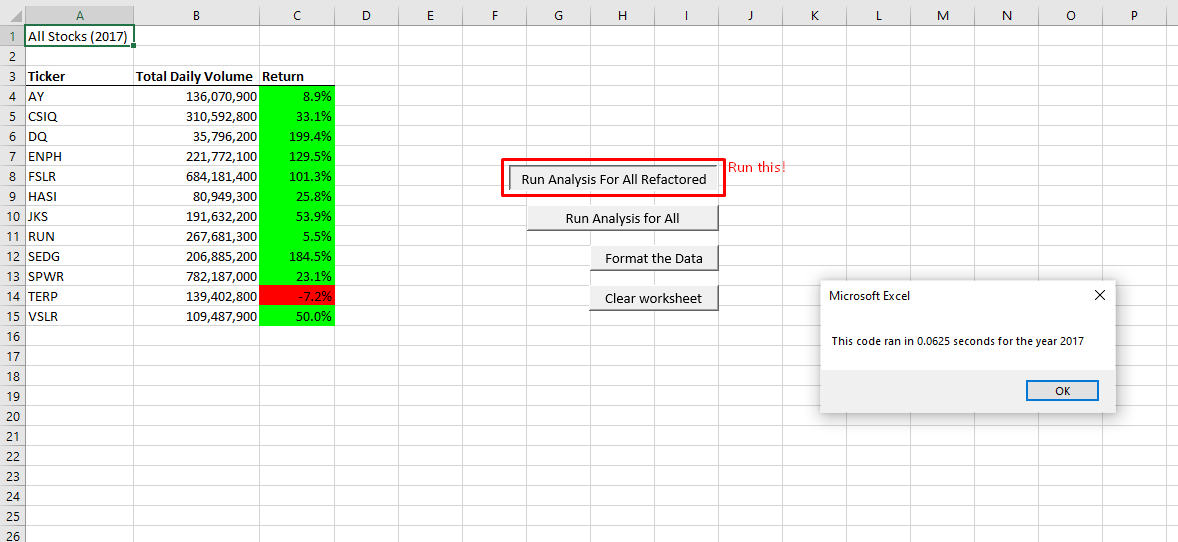 A B C D E F G H I J K L M N O P
1 All Stocks (2017)
2
3 Ticker Total Daily Volume Return
4 AY 136,070,900 8.9%
5 CSIQ 310,592,800 33.1%
6 DQ 35,796,200 199.4%
7 ENPH 221,772,100 129.5%
8 FSLR 684,181,400 101.3%
9 HASI 80,949,300 25.8%
10 JKS 191,632,200 53.9%
11 RUN 267,681,300 5.5%
12 SEDG 206,885,200 184.5%
13 SPWR 782,187,000 23.1%
14 TERP 139,402,800 -7.2%
15 VSLR 109,487,900 50.0%
16
17
18
19
20
21
22
23
24
25
26
Run Analysis For All Refactored
Run this!
Run Analysis for All
Format the Data
Clear worksheet
Microsoft Excel
This code ran in 0.0625 seconds for the year 2017
OK